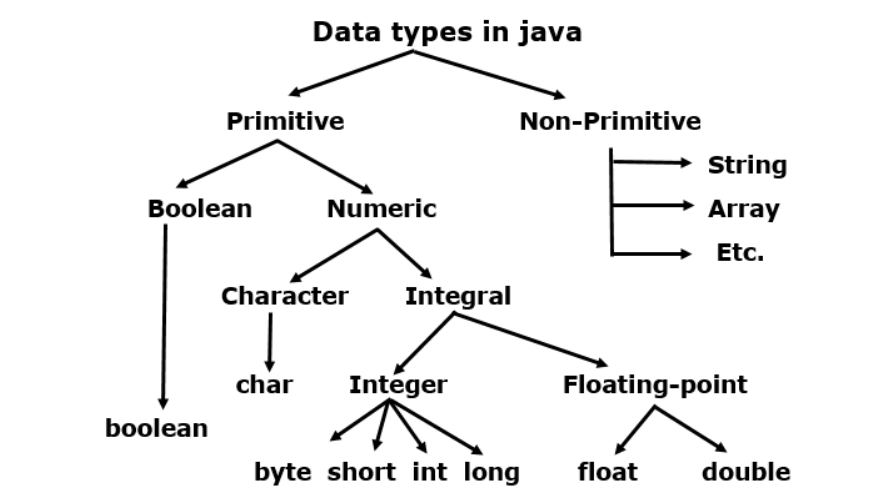 Data types in java
Primitive
Non-Primitive
String
Boolean
Numeric
Array
Etc.
Character
Integral
char
Integer
Floating-point
boolean
byte short int long
float
double